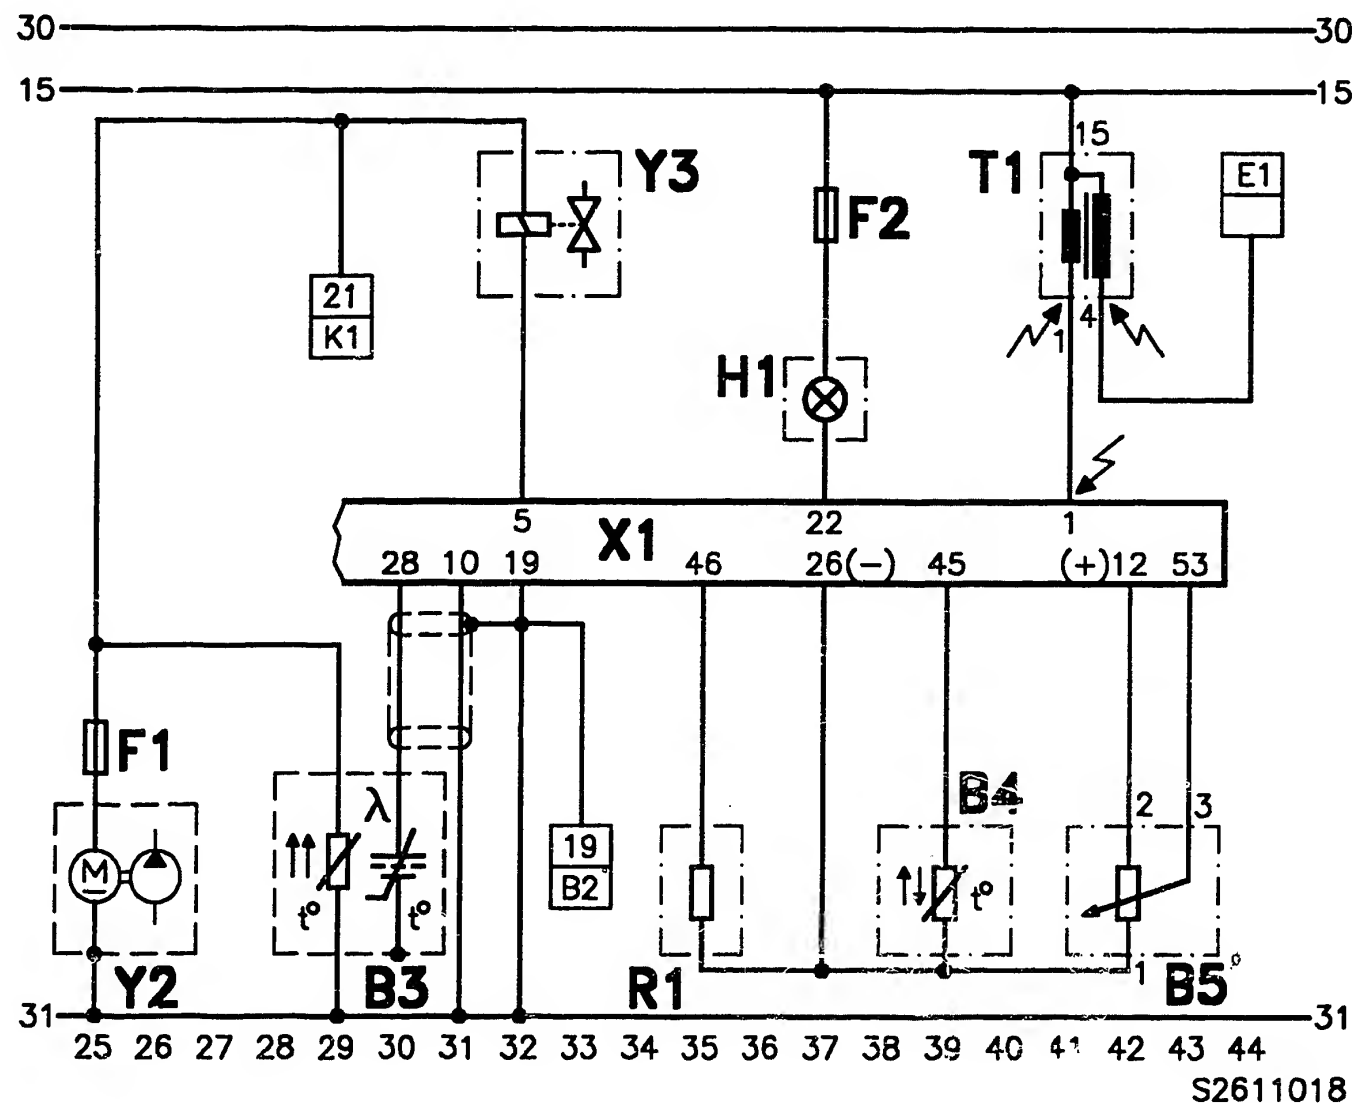 30 30
15 15
15
Y3 T1 E1
F2
21
K1
4
1
H1
5 X1 22 1
28 10 19 46 26(-) 45 (+)12 53
F1
B4
2 3
λ
19
B2
M
t° t° t°
Y2 B3 R1 1 B5
31 31
25 26 27 28 29 30 31 32 33 34 35 36 37 38 39 40 41 42 43 44
S2611018